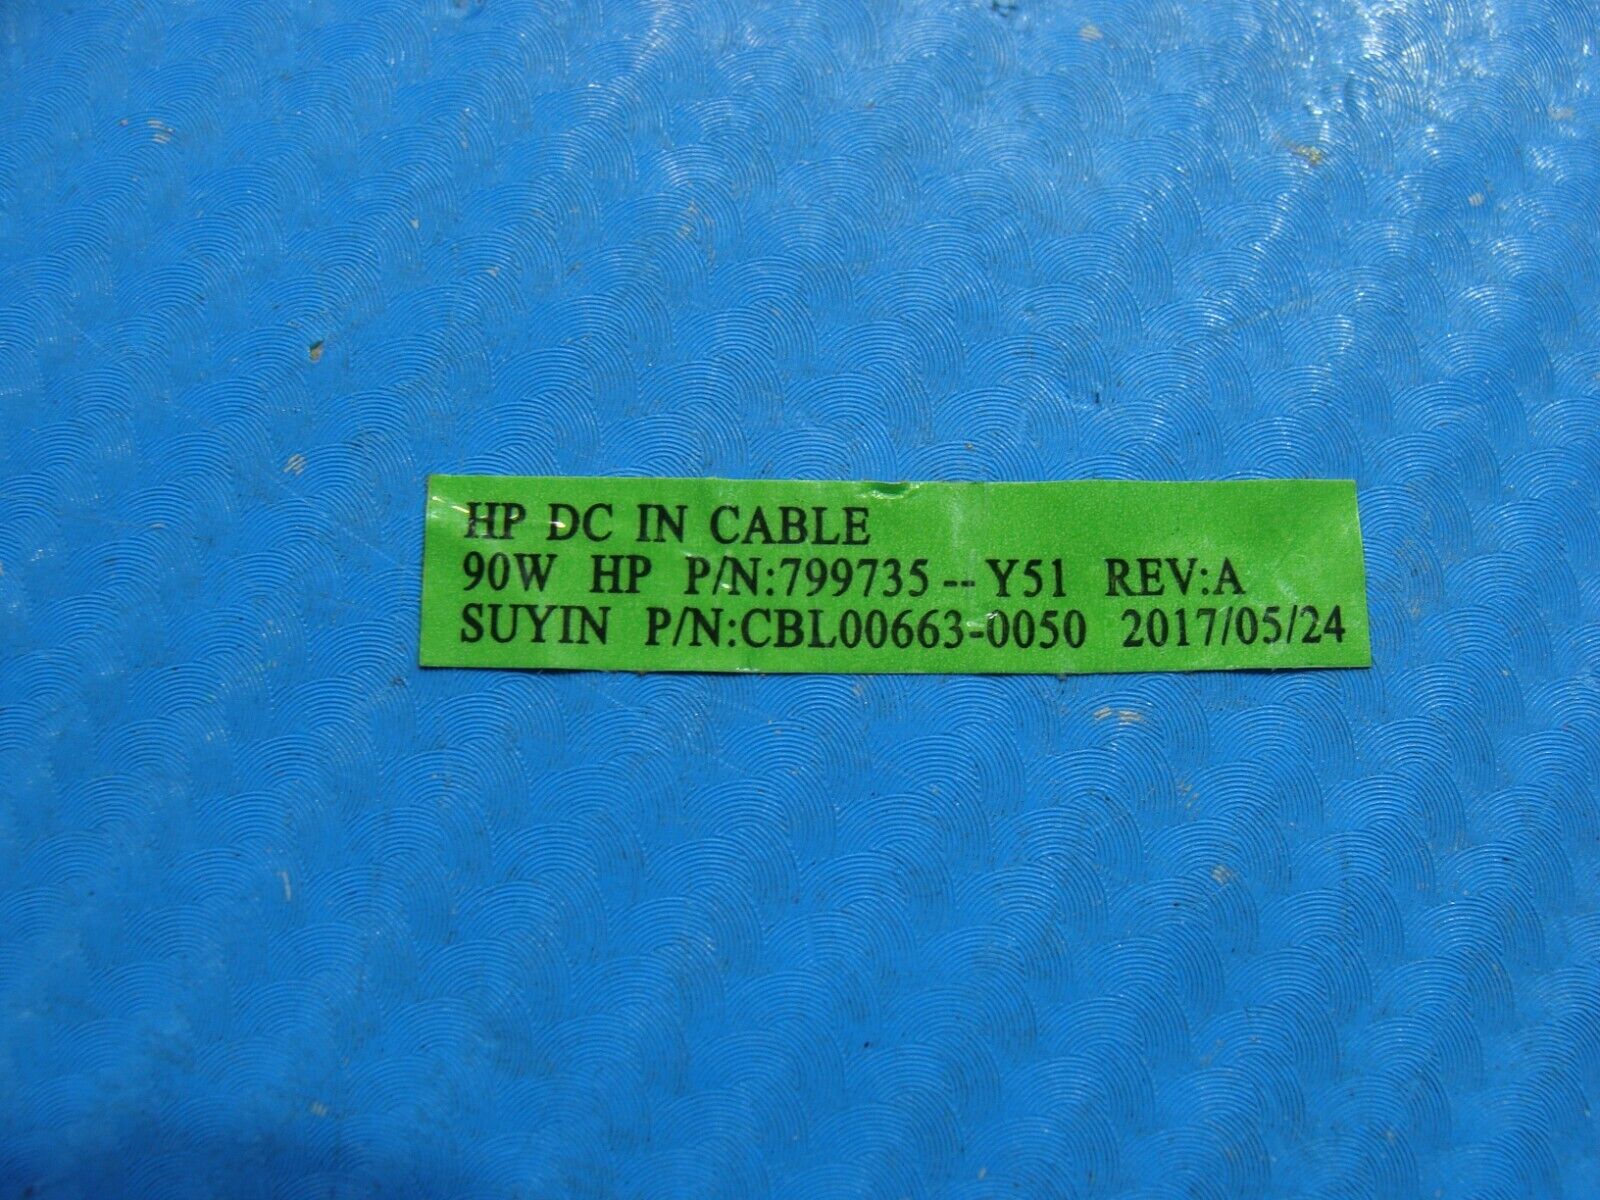 HP DC IN CABLE
90W HP P/N:799735--Y51 REV:A
SUYIN P/N:CBL00663-0050 2017/05/24